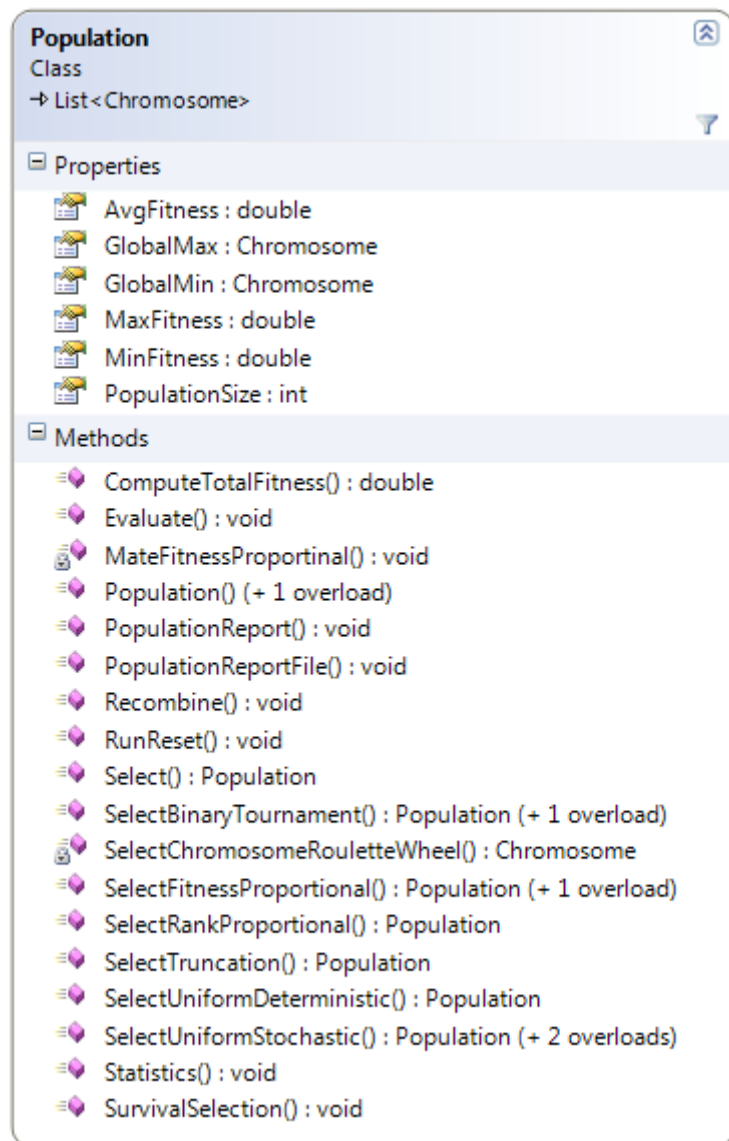 Population
Class
List<Chromosome>
Properties
AvgFitness : double
GlobalMax : Chromosome
GlobalMin : Chromosome
MaxFitness : double
MinFitness : double
PopulationSize : int
Methods
ComputeTotalFitness() : double
Evaluate() : void
MateFitnessProportinal() : void
Population() (+ 1 overload)
PopulationReport() : void
PopulationReportFile() : void
Recombine() : void
RunReset() : void
Select() : Population
SelectBinaryTournament() : Population (+ 1 overload)
SelectChromosomeRouletteWheel() : Chromosome
SelectFitnessProportional() : Population (+ 1 overload)
SelectRankProportional() : Population
SelectTruncation() : Population
SelectUniformDeterministic() : Population
SelectUniformStochastic() : Population (+ 2 overloads)
Statistics() : void
SurvivalSelection() : void